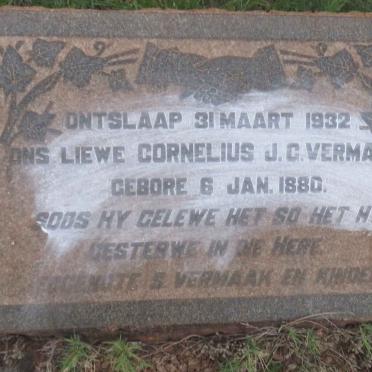 ONTSLAAP 31 MAART 1932
ONS LIEWE CORNELIUS J. C. VERMA
GEBORE 6 JAN. 1880.
SOOS HY GELEWE HET SO HET H
GESTERWE IN DIE HERE
EGGENOTE S. VERMAAK EN KINDE